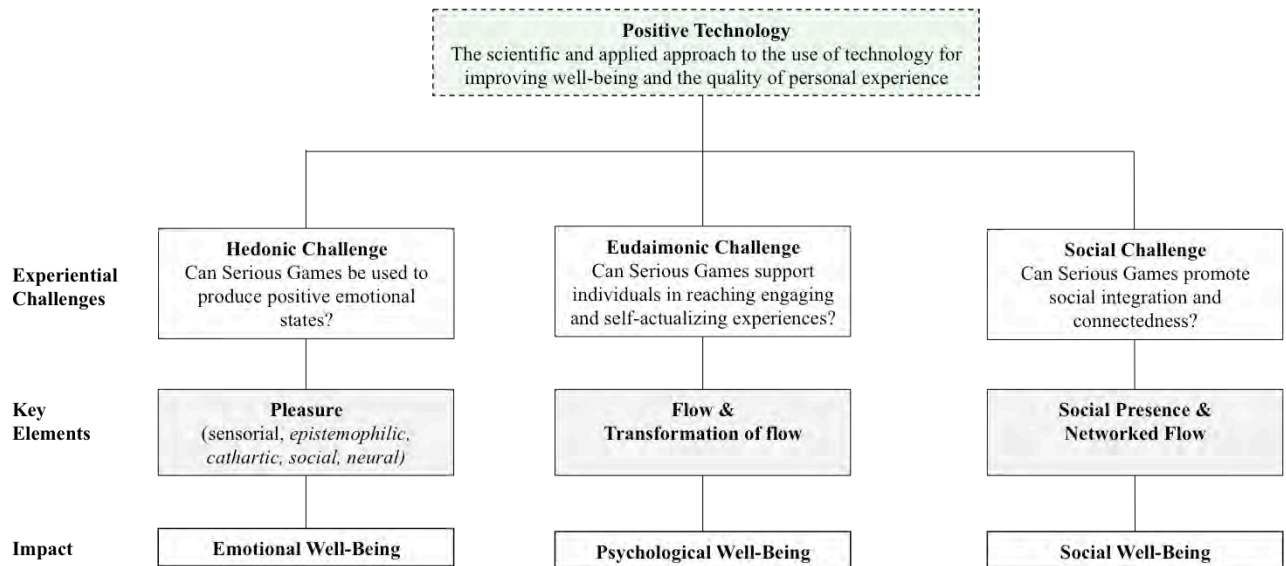 Positive Technology
The scientific and applied approach to the use of technology for
improving well-being and the quality of personal experience
Experiential
Challenges
Hedonic Challenge
Can Serious Games be used to
produce positive emotional
states?
Eudaimonic Challenge
Can Serious Games support
individuals in reaching engaging
and self-actualizing experiences?
Social Challenge
Can Serious Games promote
social integration and
connectedness?
Key
Elements
Pleasure
(sensorial, epistemophilic,
cathartic, social, neural)
Flow &
Transformation of flow
Social Presence &
Networked Flow
Impact
Emotional Well-Being
Psychological Well-Being
Social Well-Being